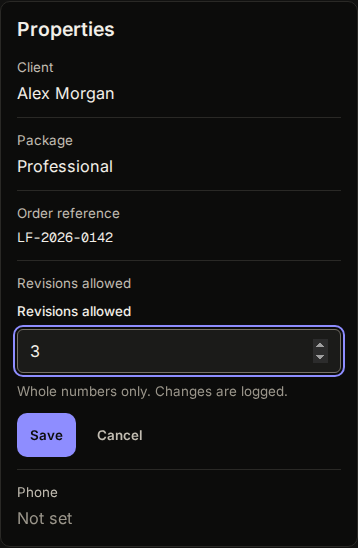 Properties
Client
Alex Morgan
Package
Professional
Order reference
LF-2026-0142
Revisions allowed
Revisions allowed
3
Whole numbers only. Changes are logged.
Save Cancel
Phone
Not set